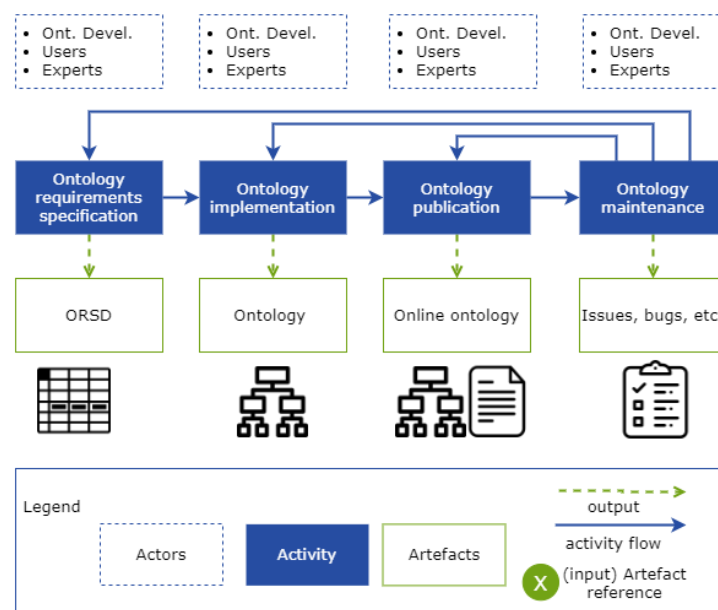 • Ont. Devel.
• Users
• Experts
• Ont. Devel.
• Users
• Experts
• Ont. Devel.
• Users
• Experts
• Ont. Devel.
• Users
• Experts
Ontology
requirements
specification
Ontology
implementation
Ontology
publication
Ontology
maintenance
ORSD
Ontology
Online ontology
Issues, bugs, etc
Legend
Actors
Activity
Artefacts
output
activity flow
X
(input) Artefact
reference